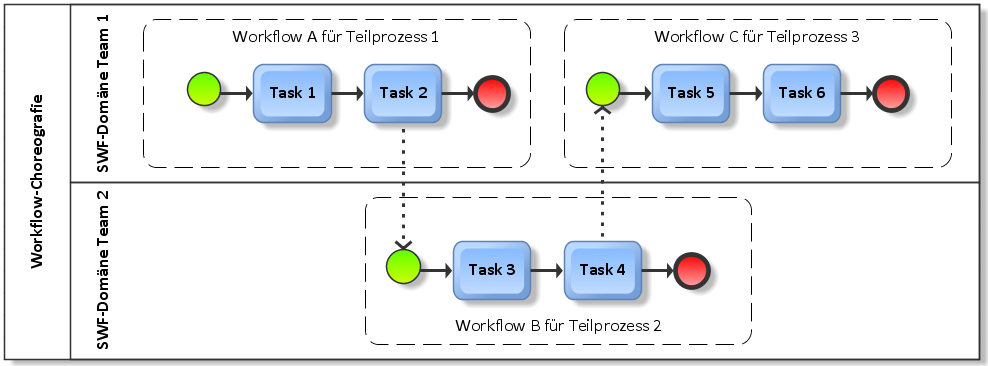 Workflow-Choreografie
SWF-Domäne Team 1
Workflow A für Teilprozess 1
Task 1
Task 2
Workflow C für Teilprozess 3
Task 5
Task 6
SWF-Domäne Team 2
Task 3
Task 4
Workflow B für Teilprozess 2